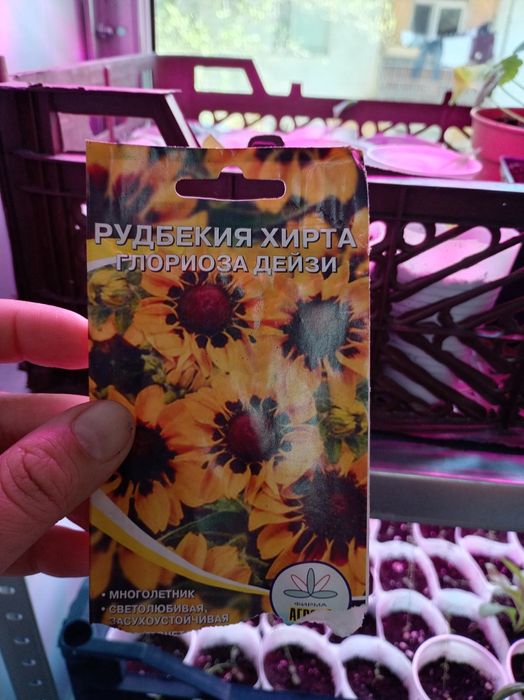 РУДБЕКИЯ ХИРТА
ГЛОРИОЗА ДЕЙЗИ
• МНОГОЛЕТНИК
• СВЕТОЛЮБИВАЯ,
ЗАСУХОУСТОЙЧИВАЯ
ФИРМА